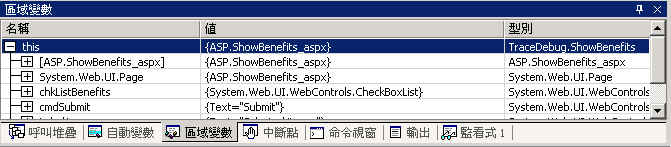 區域變數
名稱 值 型別
this {ASP.ShowBenefits_aspx} TraceDebug.ShowBenefits
[ASP.ShowBenefits_aspx] {ASP.ShowBenefits_aspx} ASP.ShowBenefits_aspx
System.Web.UI.Page {ASP.ShowBenefits_aspx} System.Web.UI.Page
chkListBenefits {System.Web.UI.WebControls.CheckBoxList} System.Web.UI.WebControls
cmdSubmit {Text="Submit"} System.Web.UI.WebControls
呼叫堆疊 自動變數 區域變數 中斷點 命令視窗 輸出 監看式 1